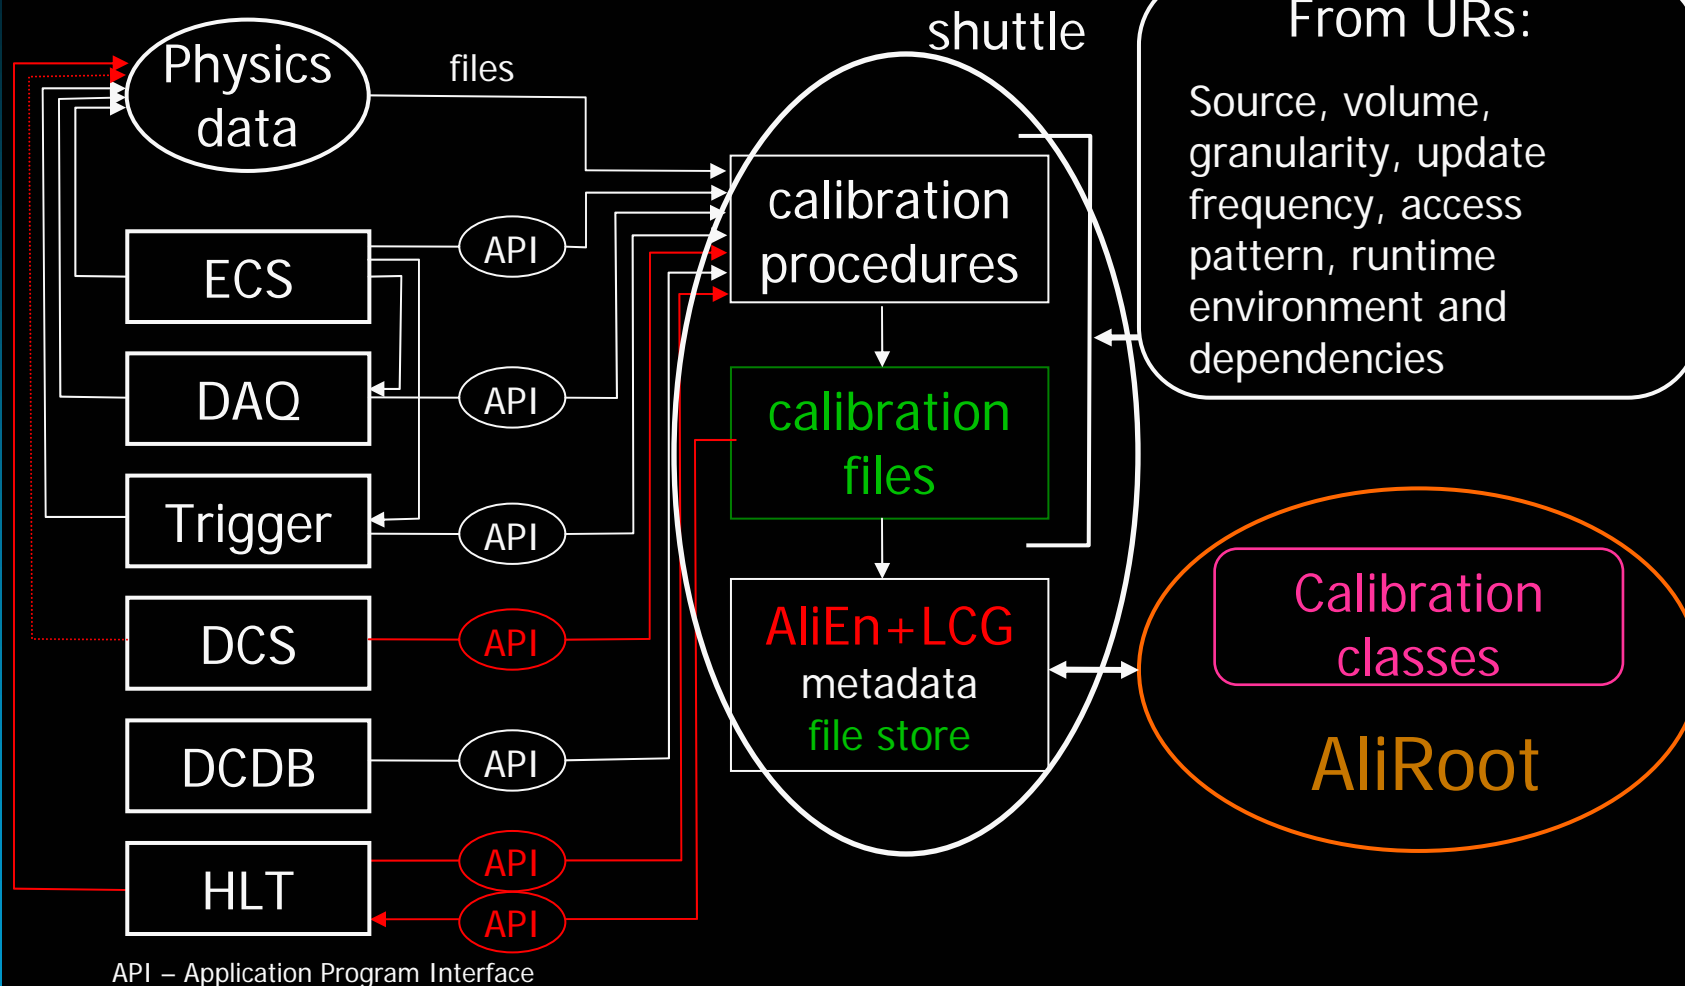 Physics
data
files
shuttle
From URs:
Source, volume,
granularity, update
frequency, access
pattern, runtime
environment and
dependencies
ECS
API
DAQ
API
Trigger
API
DCS
API
DCDB
API
HLT
API
API
calibration
procedures
calibration
files
AliEn+LCG
metadata
file store
Calibration
classes
AliRoot
API – Application Program Interface